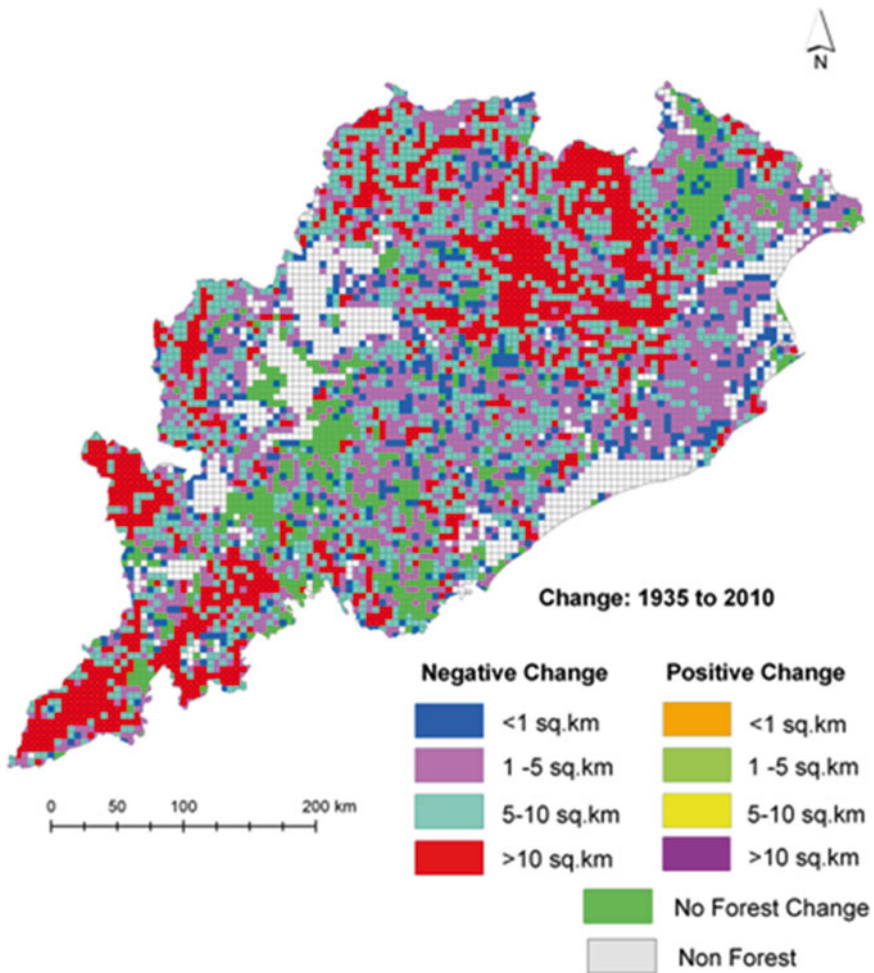 N
Change: 1935 to 2010
Negative Change
Positive Change
<1 sq.km
<1 sq.km
1 -5 sq.km
1 -5 sq.km
5-10 sq.km
5-10 sq.km
>10 sq.km
>10 sq.km
0 50 100 200 km
No Forest Change
Non Forest